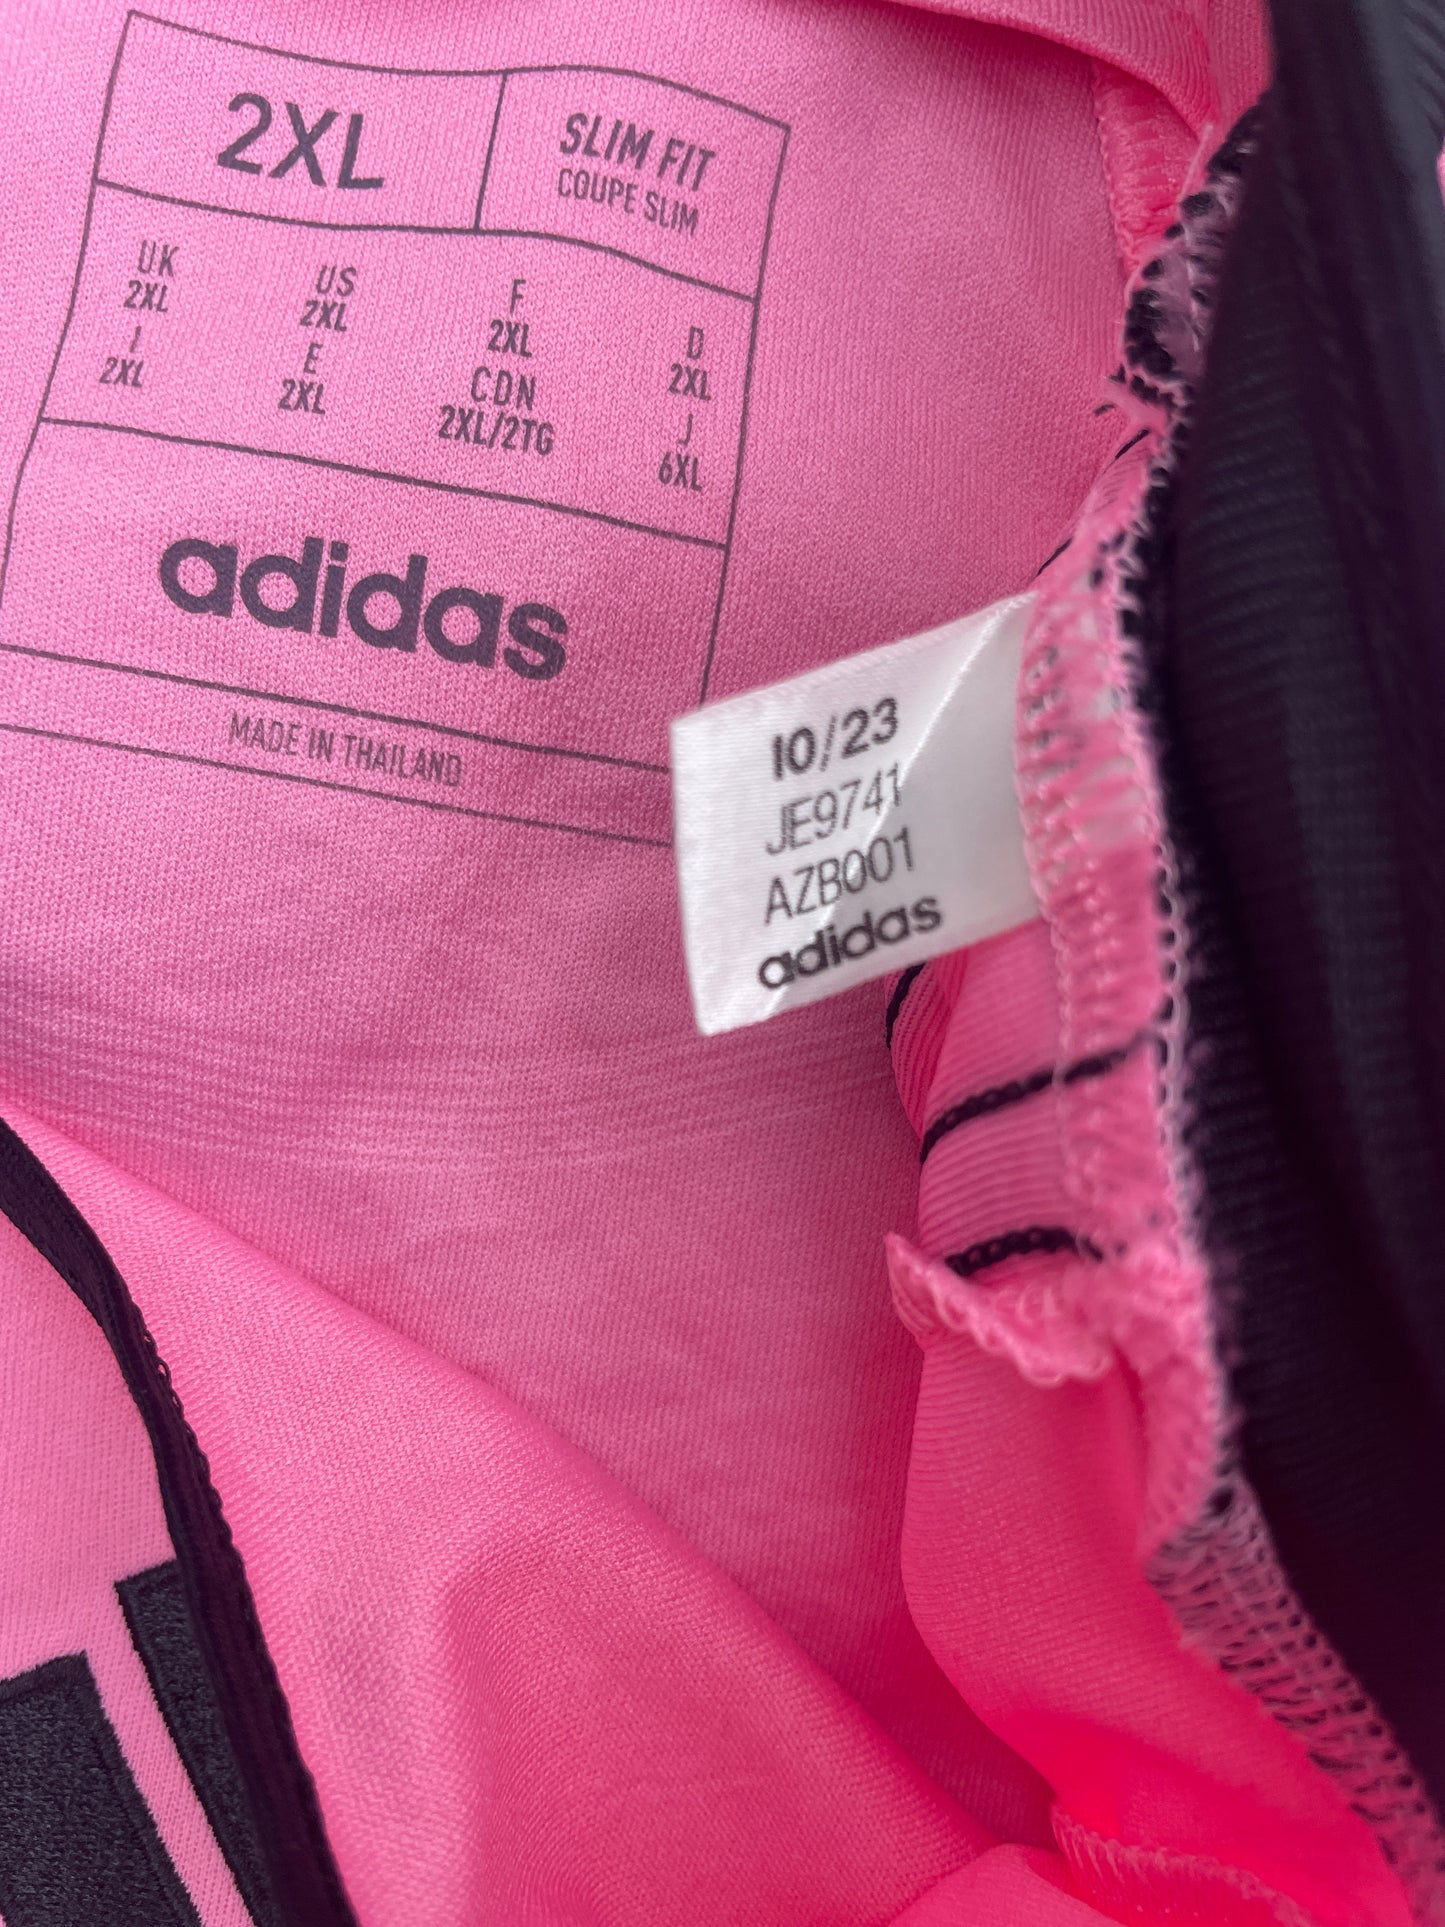 2XL
SLIM FIT
COUPE SLIM
UK US F D
2XL 2XL 2XL 2XL
I E CDN J
2XL 2XL 2XL/2TG 6XL
adidas
MADE IN THAILAND
10/23
JE9741
AZB001
adidas